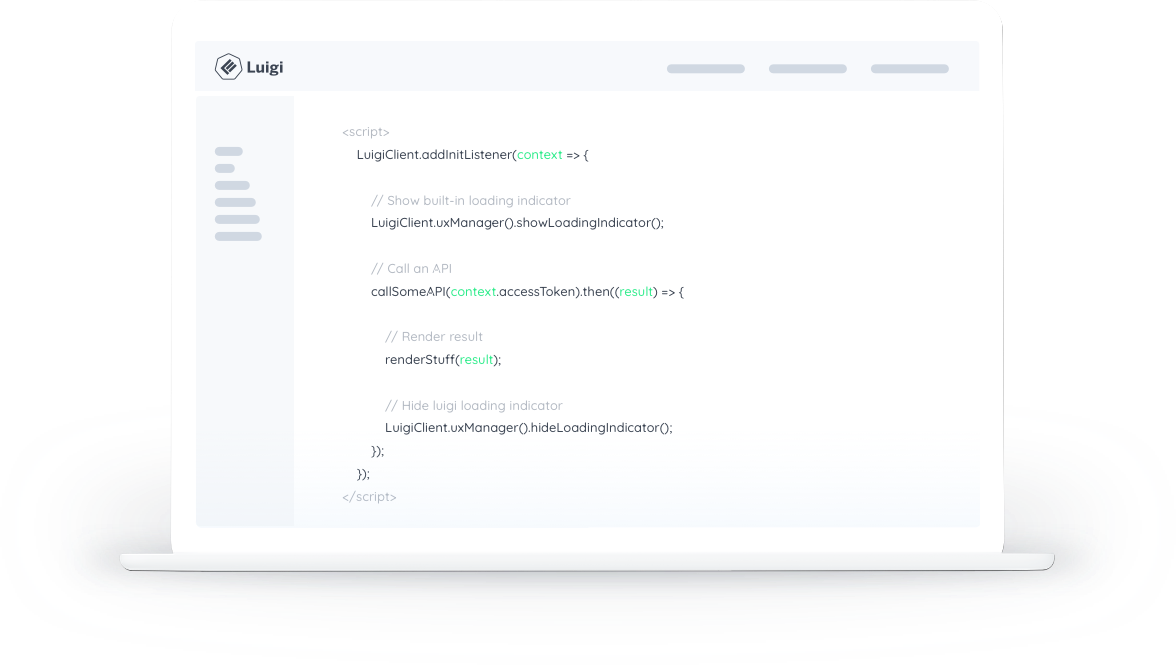 Luigi
<script>
LuigiClient.addInitListener(context => {
// Show built-in loading indicator
LuigiClient.uxManager().showLoadingIndicator();
// Call an API
callSomeAPI(context.accessToken).then((result) => {
// Render result
renderStuff(result);
// Hide luigi loading indicator
LuigiClient.uxManager().hideLoadingIndicator();
});
});
</script>